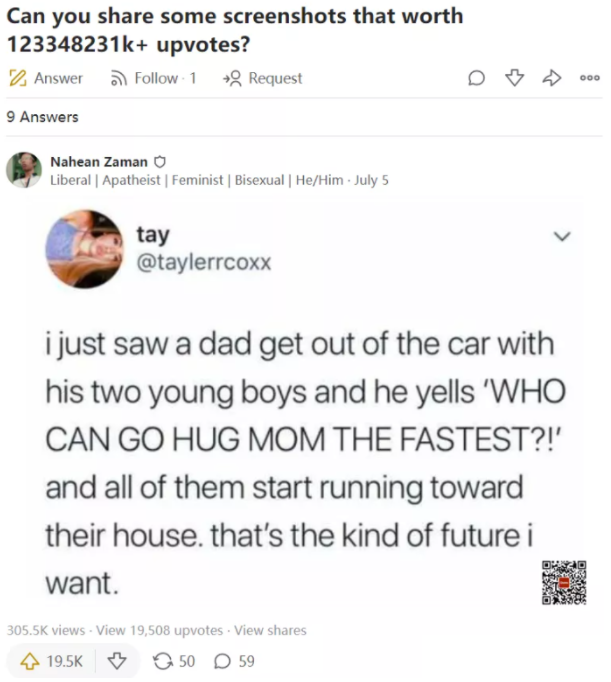 Can you share some screenshots that worth
123348231k+ upvotes?
Answer Follow · 1 Request
9 Answers
Nahean Zaman
Liberal | Apatheist | Feminist | Bisexual | He/Him · July 5
tay
@taylerrcoxx
i just saw a dad get out of the car with
his two young boys and he yells 'WHO
CAN GO HUG MOM THE FASTEST?!'
and all of them start running toward
their house. that's the kind of future i
want.
305.5K views · View 19,508 upvotes · View shares
19.5K 50 59